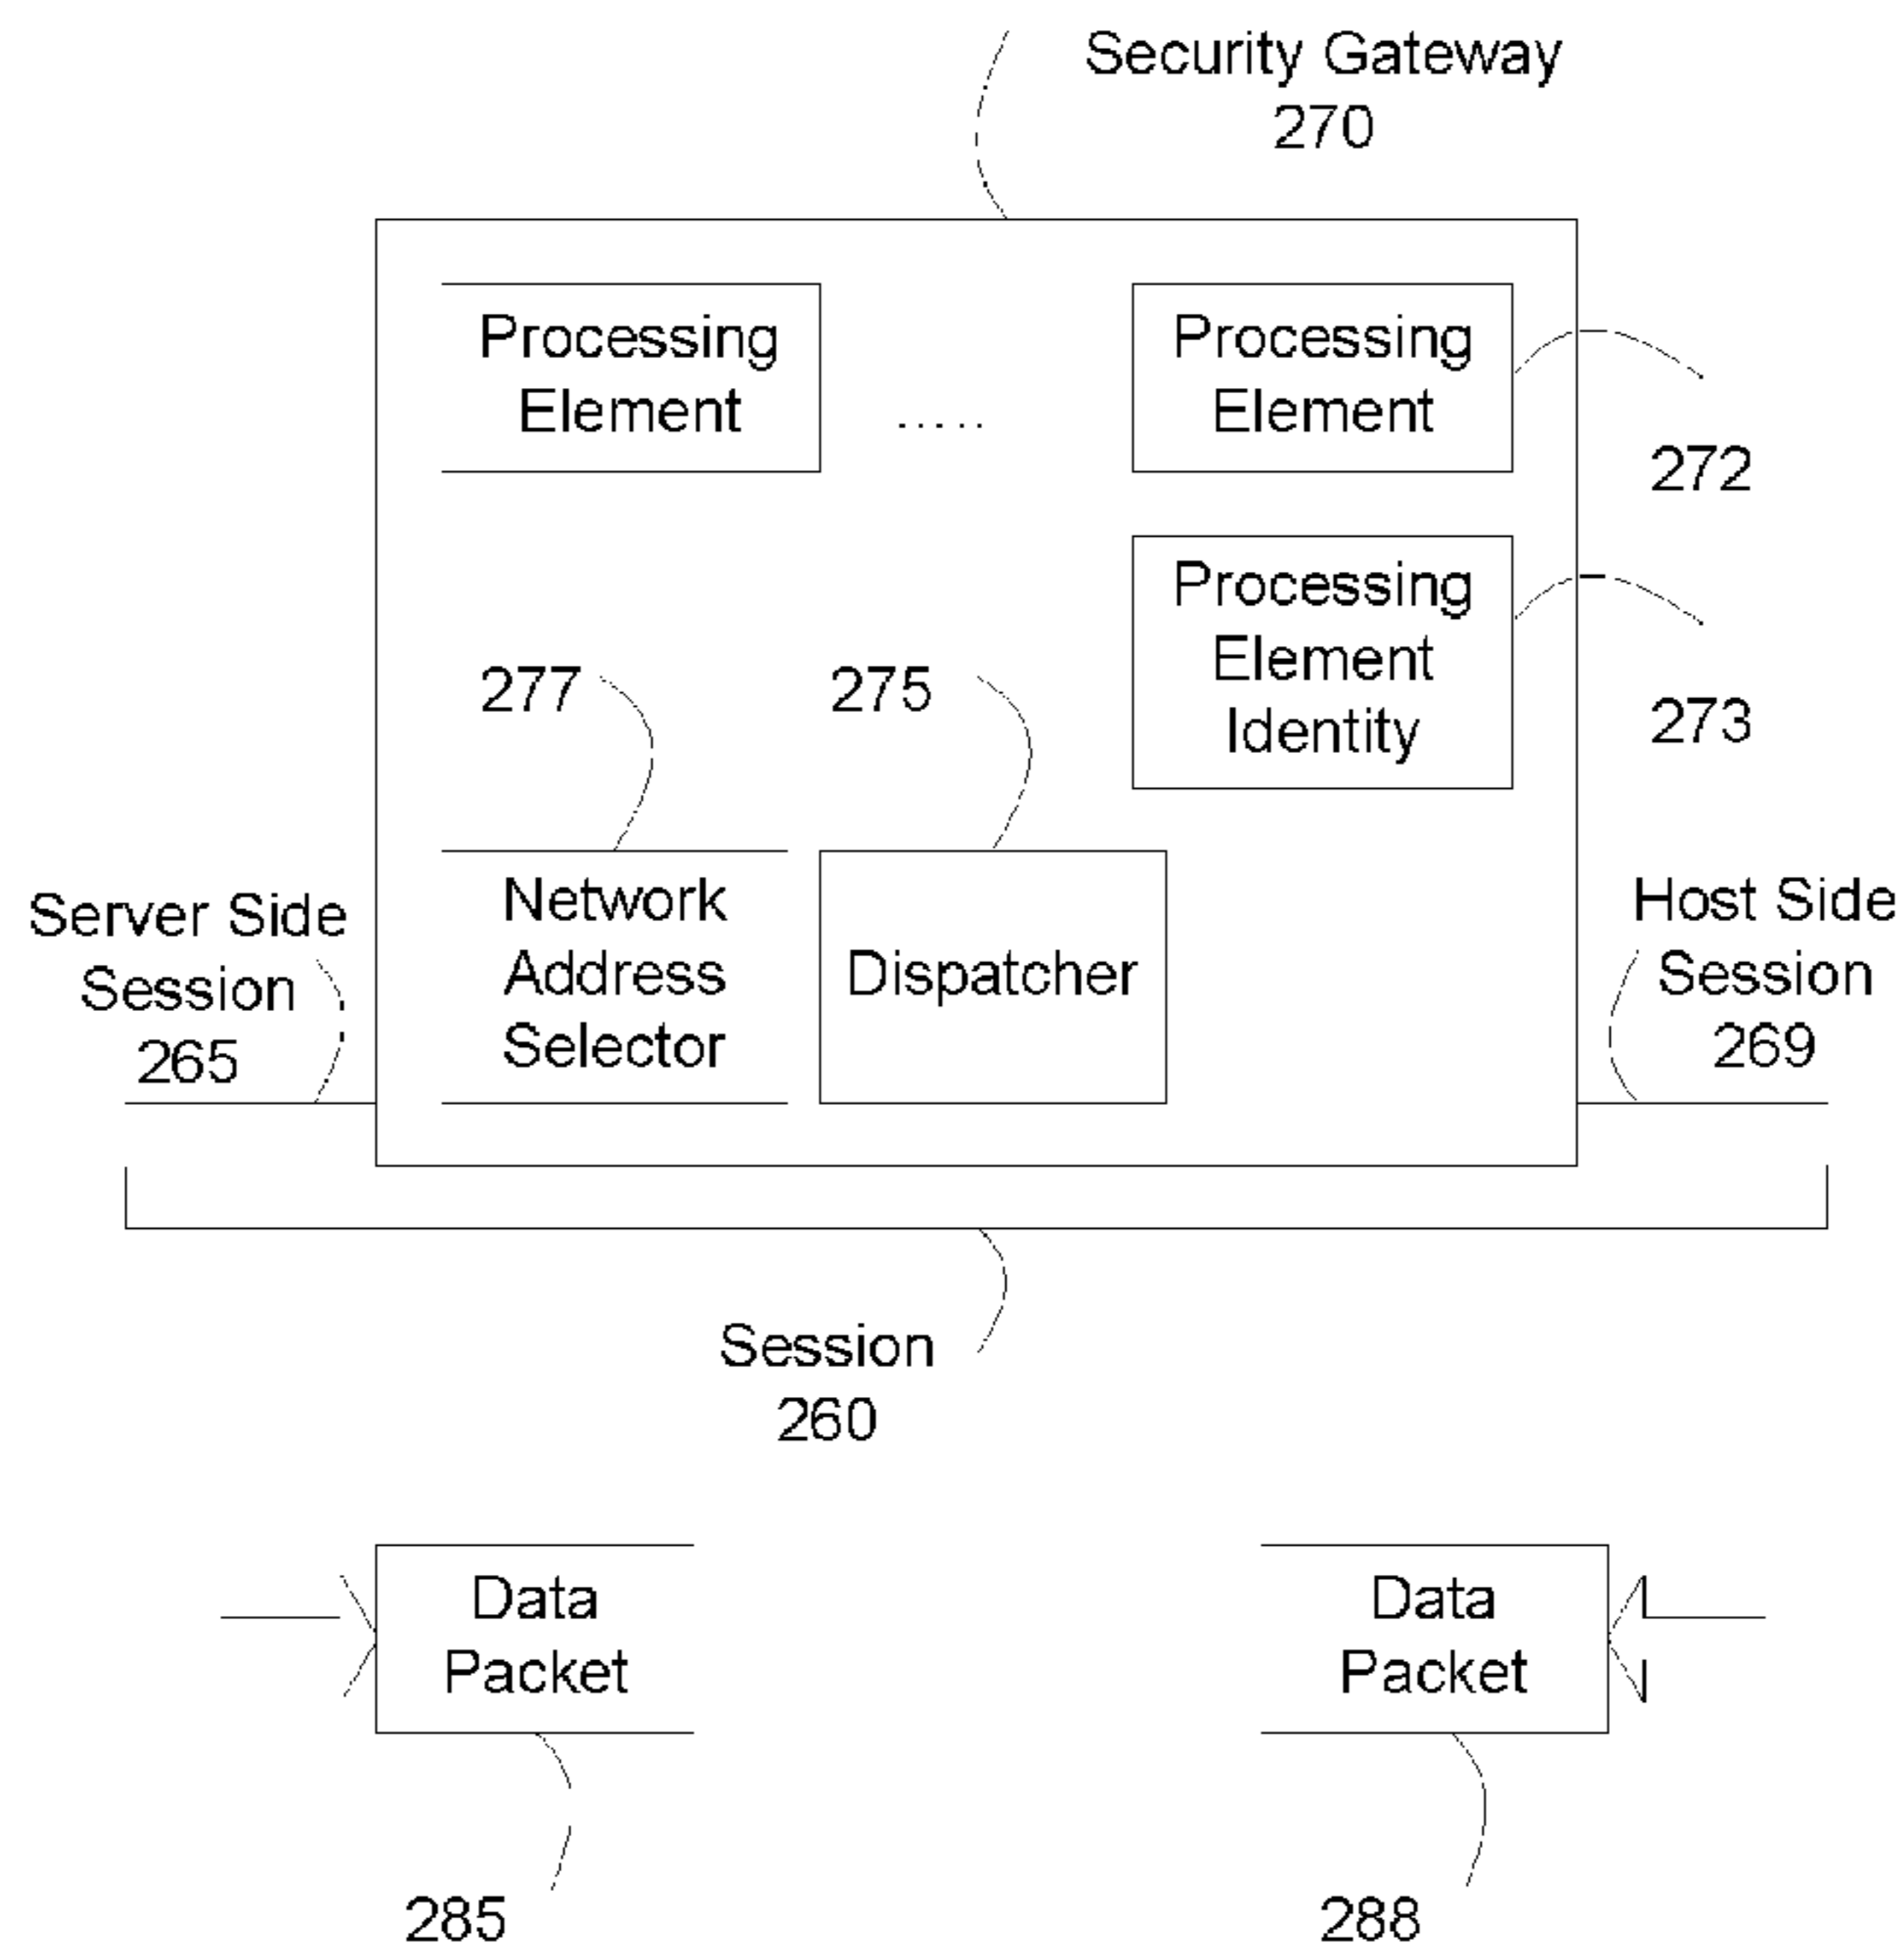 Security Gateway
270
Processing
Element
.....
Processing
Element
272
Processing
Element
Identity
273
277
275
Network
Address
Selector
Dispatcher
Server Side
Session
265
Host Side
Session
269
Session
260
Data
Packet
285
Data
Packet
288